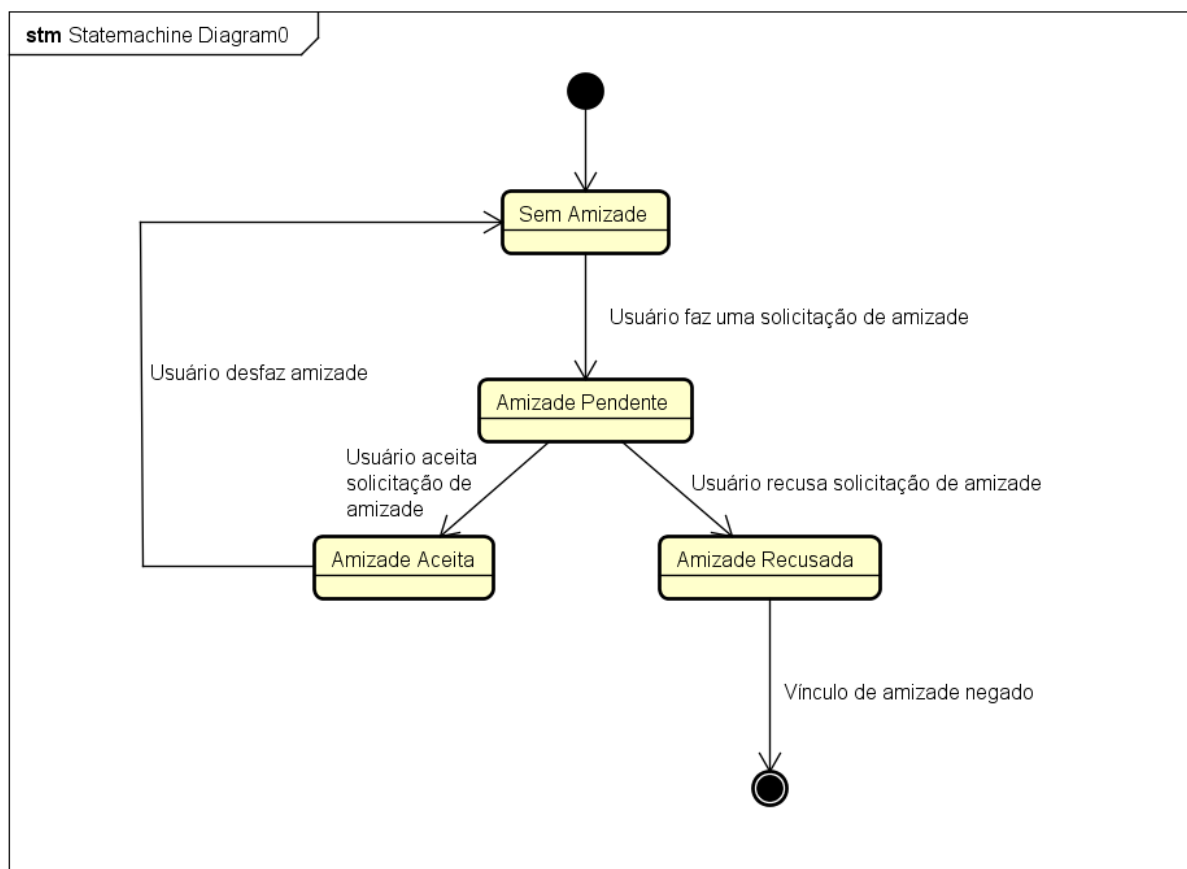 stm Statemachine Diagram0
Sem Amizade
Usuário faz uma solicitação de amizade
Usuário desfaz amizade
Amizade Pendente
Usuário aceita
solicitação de
amizade
Usuário recusa solicitação de amizade
Amizade Aceita
Amizade Recusada
Vínculo de amizade negado